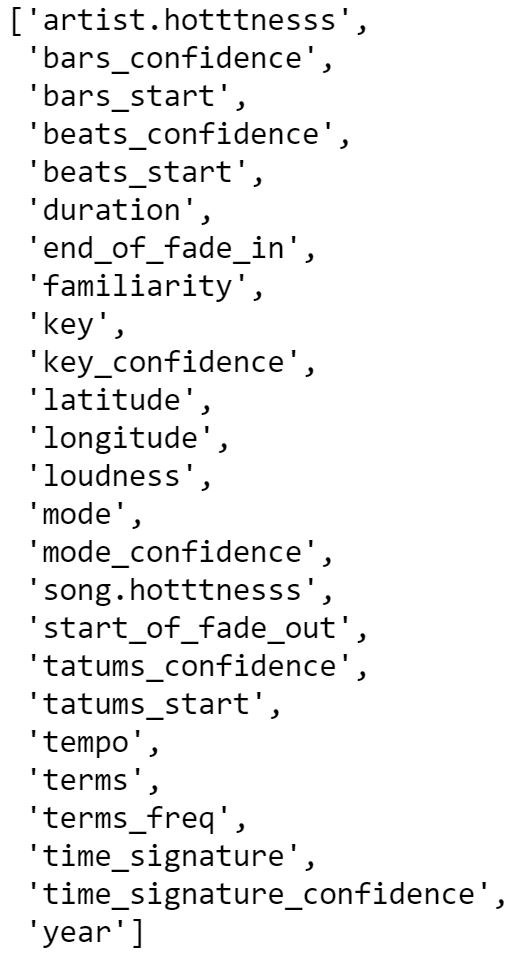 ['artist.hotttnesss',
'bars_confidence',
'bars_start',
'beats_confidence',
'beats_start',
'duration',
'end_of_fade_in',
'familiarity',
'key',
'key_confidence',
'latitude',
'longitude',
'loudness',
'mode',
'mode_confidence',
'song.hotttnesss',
'start_of_fade_out',
'tatums_confidence',
'tatums_start',
'tempo',
'terms',
'terms_freq',
'time_signature',
'time_signature_confidence',
'year']